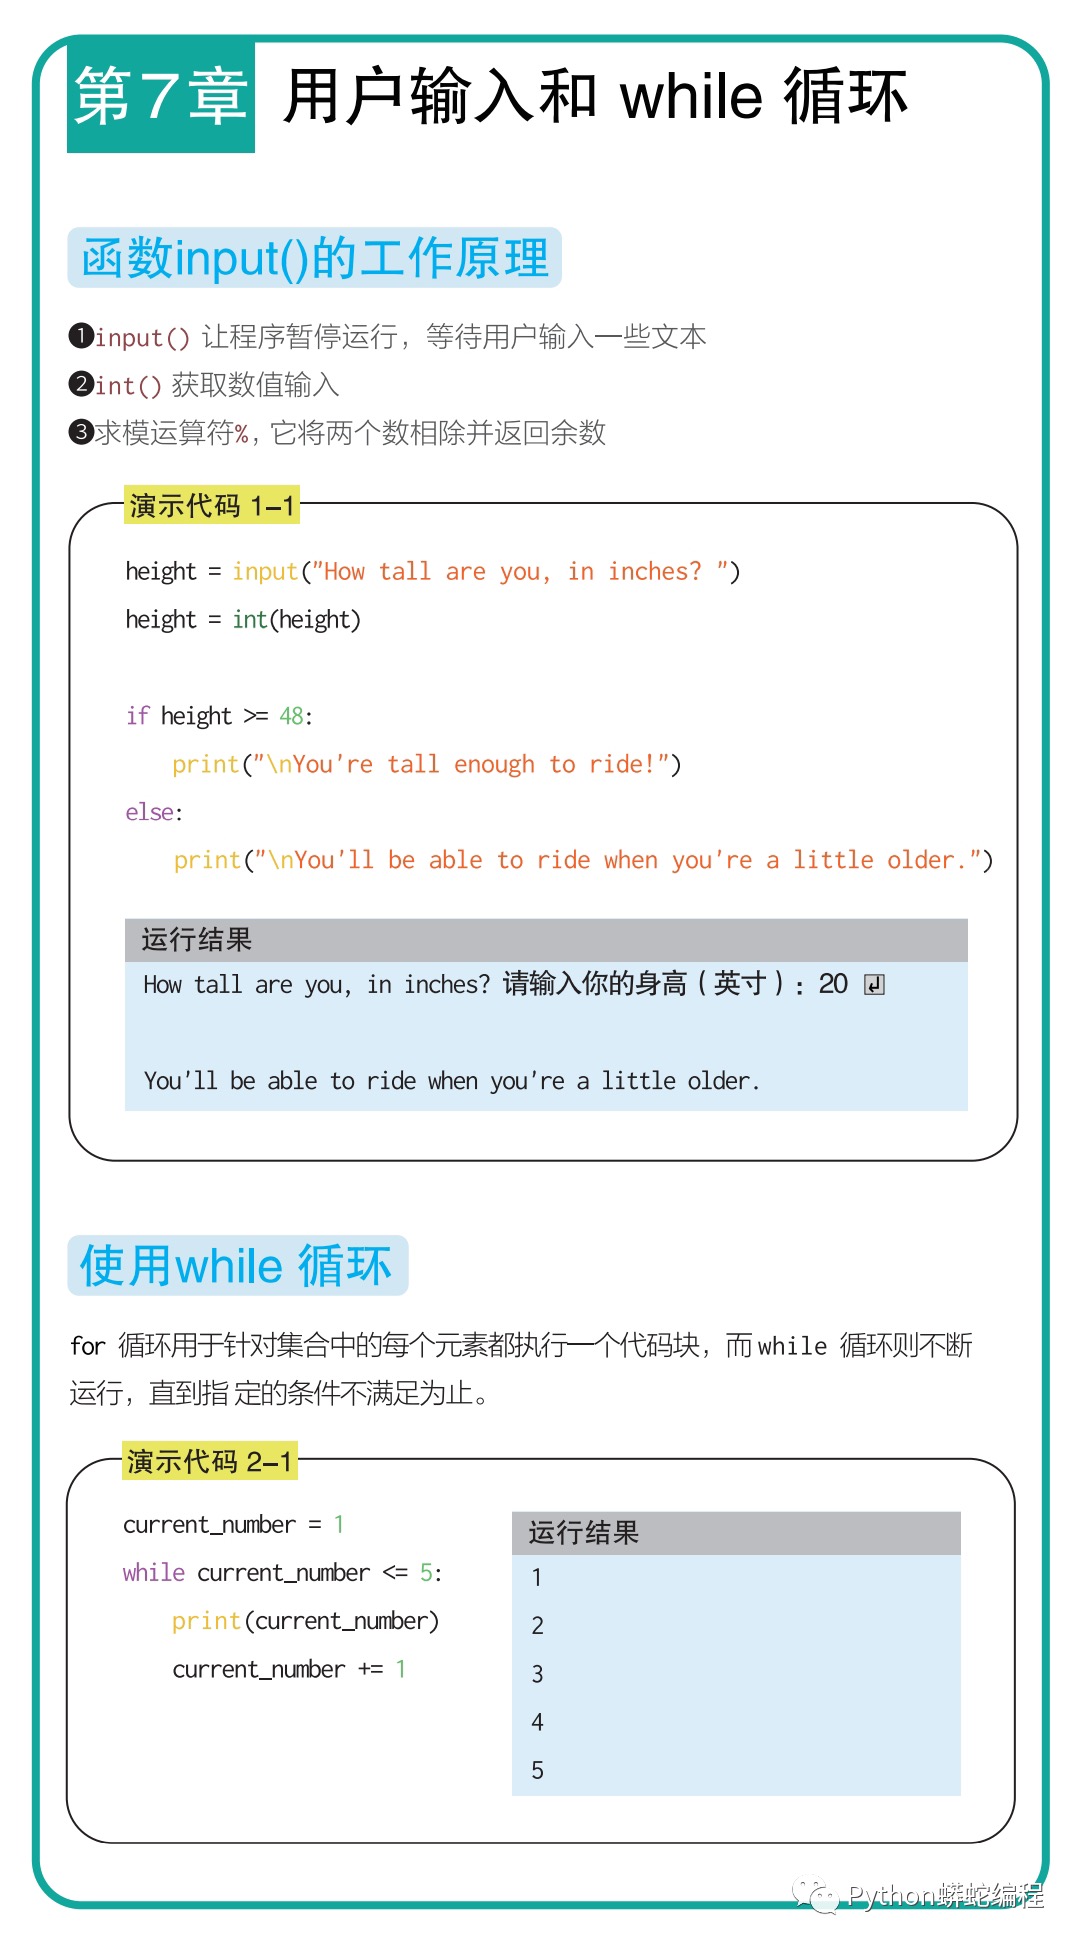 第7章 用户输入和 while 循环
函数input()的工作原理
❶input() 让程序暂停运行，等待用户输入一些文本
❷int() 获取数值输入
❸求模运算符%，它将两个数相除并返回余数
演示代码 1-1
height = input("How tall are you, in inches? ")
height = int(height)
if height >= 48:
    print("\nYou're tall enough to ride!")
else:
    print("\nYou'll be able to ride when you're a little older.")
运行结果
How tall are you, in inches? 请输入你的身高（英寸）: 20 ↲
You'll be able to ride when you're a little older.
使用while 循环
for 循环用于针对集合中的每个元素都执行一个代码块，而 while 循环则不断
运行，直到指 定的条件不满足为止。
演示代码 2-1
current_number = 1
while current_number <= 5:
    print(current_number)
    current_number += 1
运行结果
1
2
3
4
5
Python蟒蛇编程